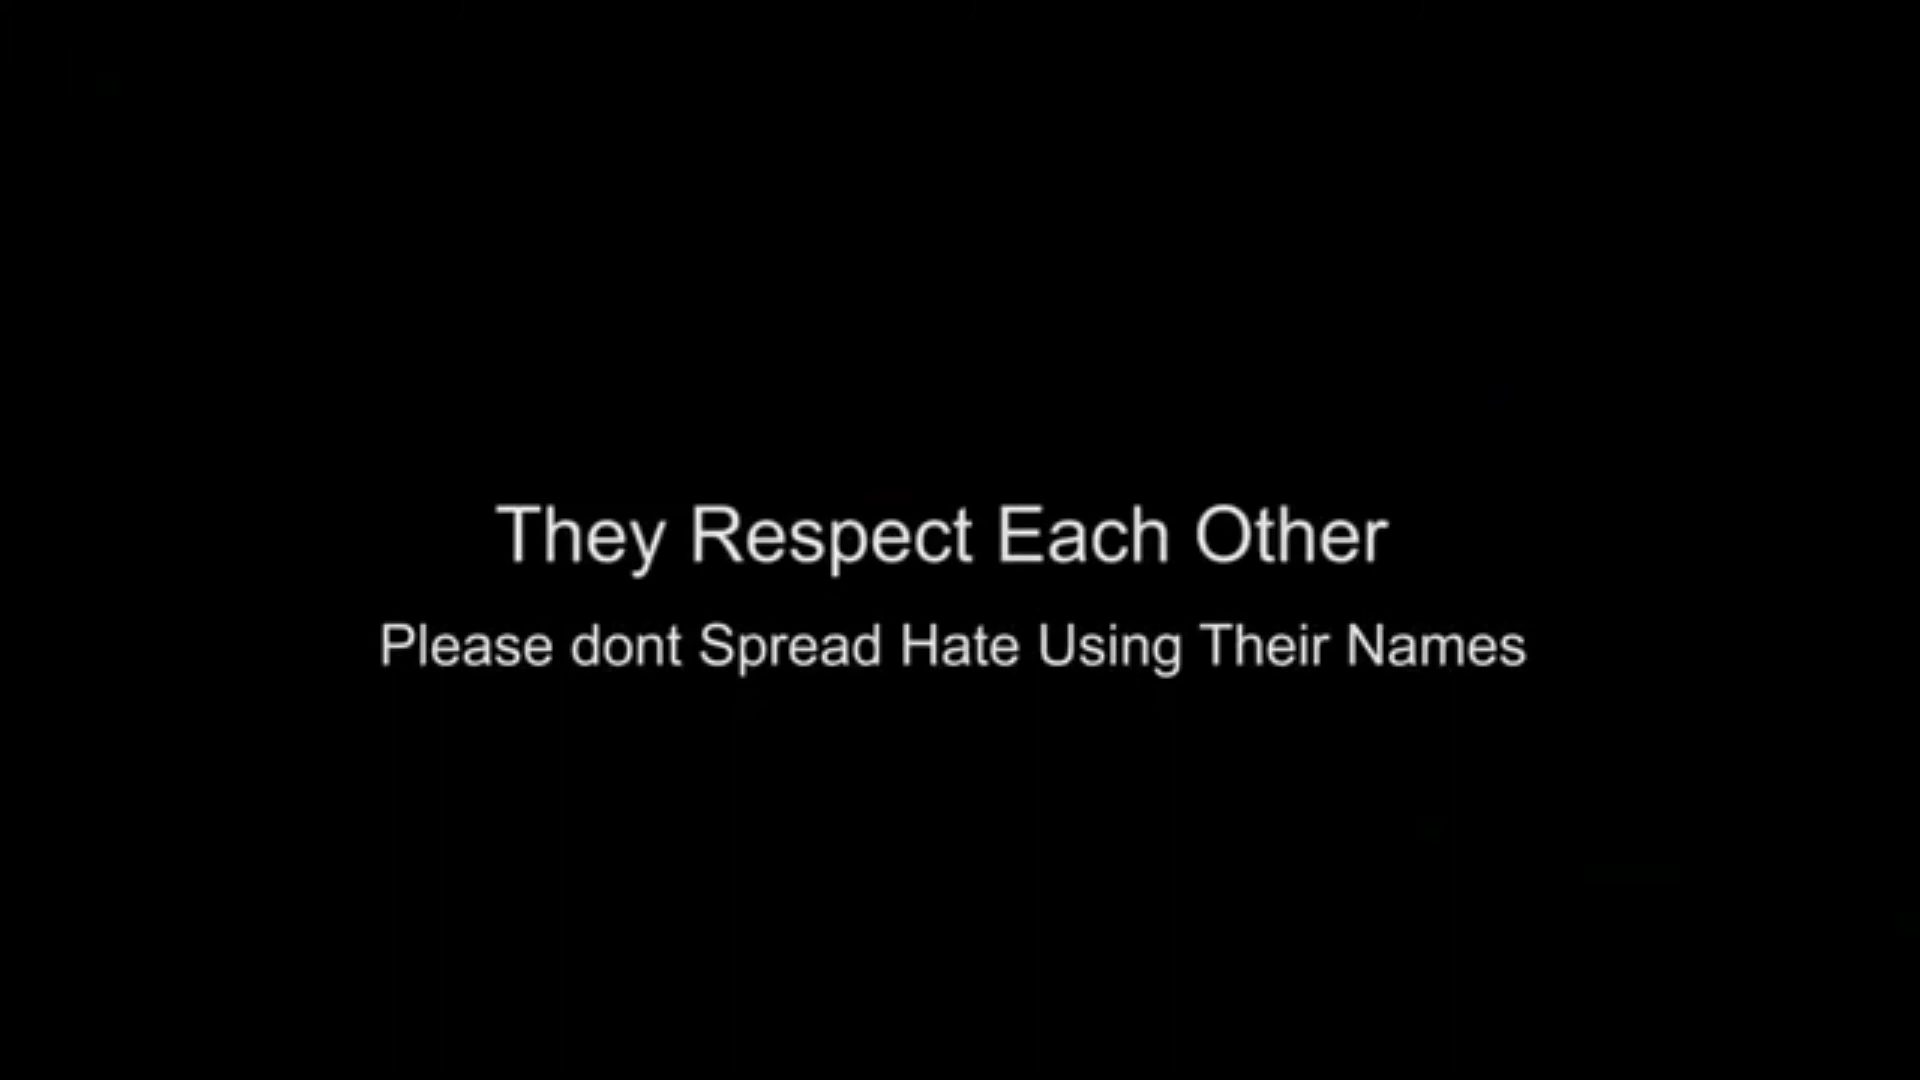 They Respect Each Other
Please dont Spread Hate Using Their Names